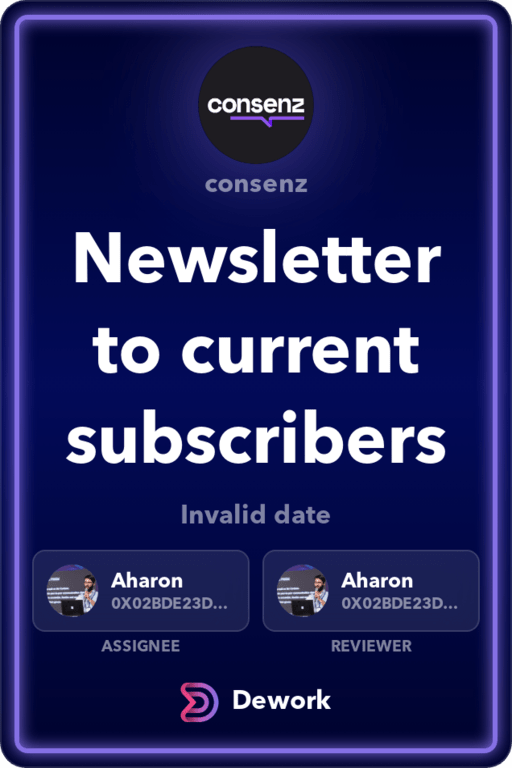 consenz
consenz
Newsletter
to current
subscribers
Invalid date
Aharon
0X02BDE23D...
ASSIGNEE
Aharon
0X02BDE23D...
REVIEWER
Dework